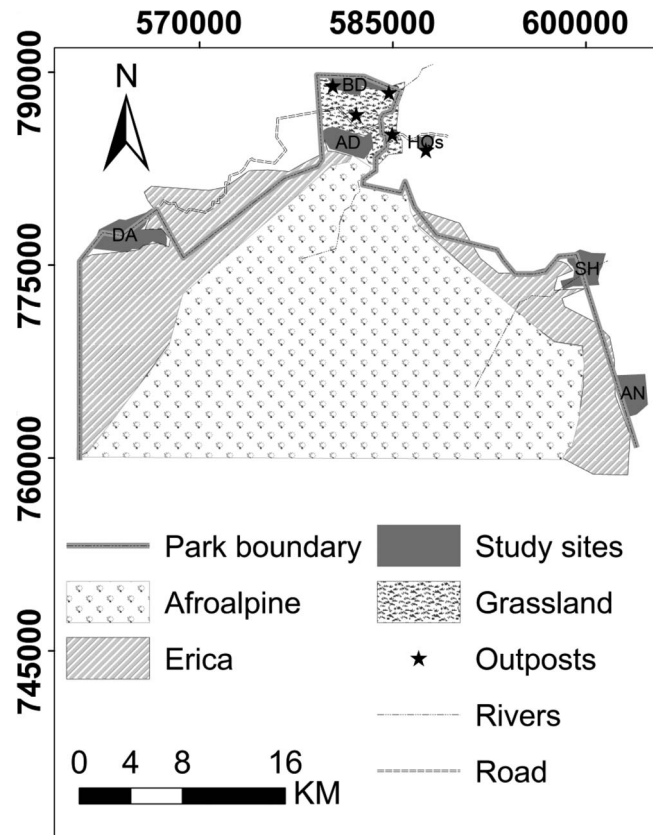 570000 585000 600000
790000
775000
760000
745000
N
BD
AD
HQs
DA
SH
AN
Park boundary
Afroalpine
Erica
Study sites
Grassland
Outposts
Rivers
Road
0 4 8 16
KM